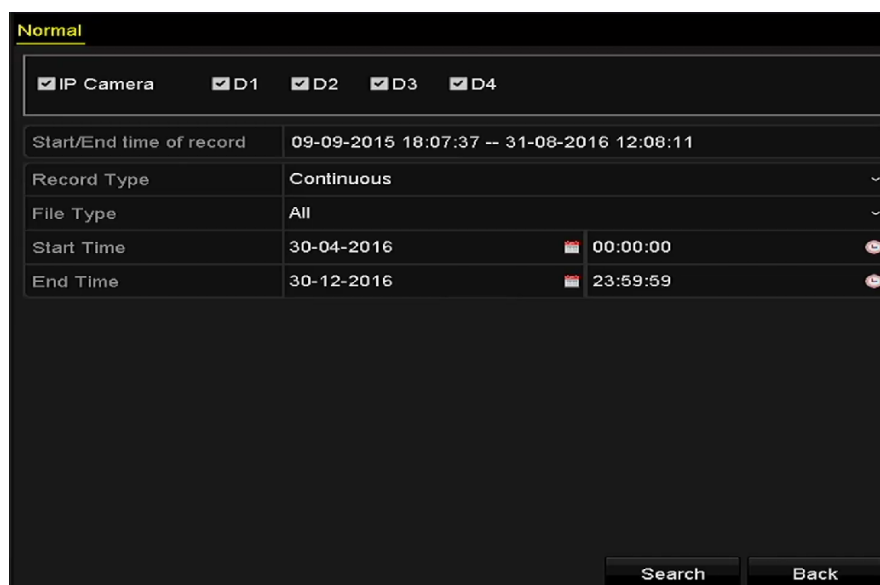 Normal
IP Camera D1 D2 D3 D4
Start/End time of record 09-09-2015 18:07:37 -- 31-08-2016 12:08:11
Record Type Continuous
File Type All
Start Time 30-04-2016 00:00:00
End Time 30-12-2016 23:59:59
Search Back